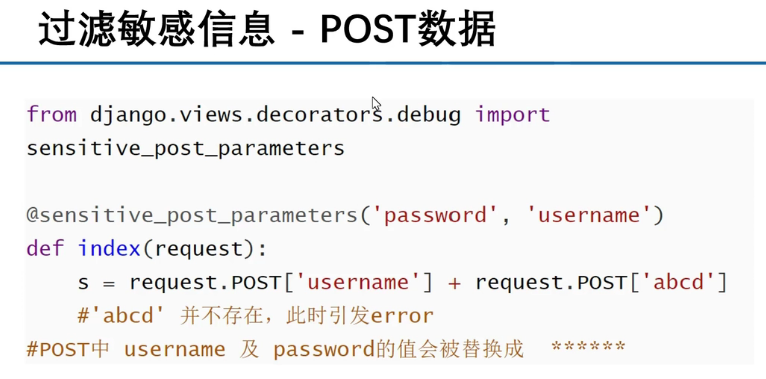 过滤敏感信息 - POST数据
from django.views.decorators.debug import
sensitive_post_parameters
@sensitive_post_parameters('password', 'username')
def index(request):
    s = request.POST['username'] + request.POST['abcd']
    #'abcd' 并不存在，此时引发error
#POST中 username 及 password的值会被替换成  ******